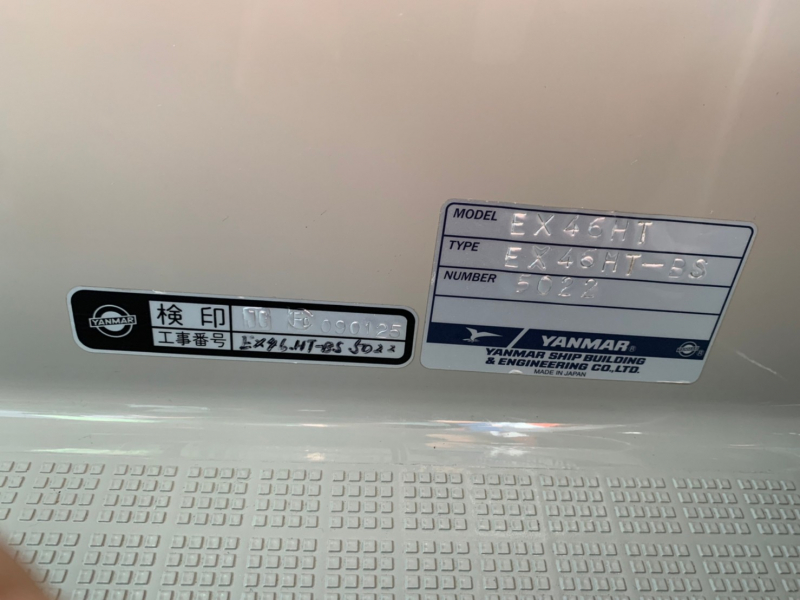 MODEL EX46HT
TYPE EX46HT-BS
NUMBER 5022
YANMAR®
YANMAR SHIP BUILDING
& ENGINEERING CO.,LTD.
MADE IN JAPAN
YANMAR
検印 090125
工事番号 EX46HT-BS 5022